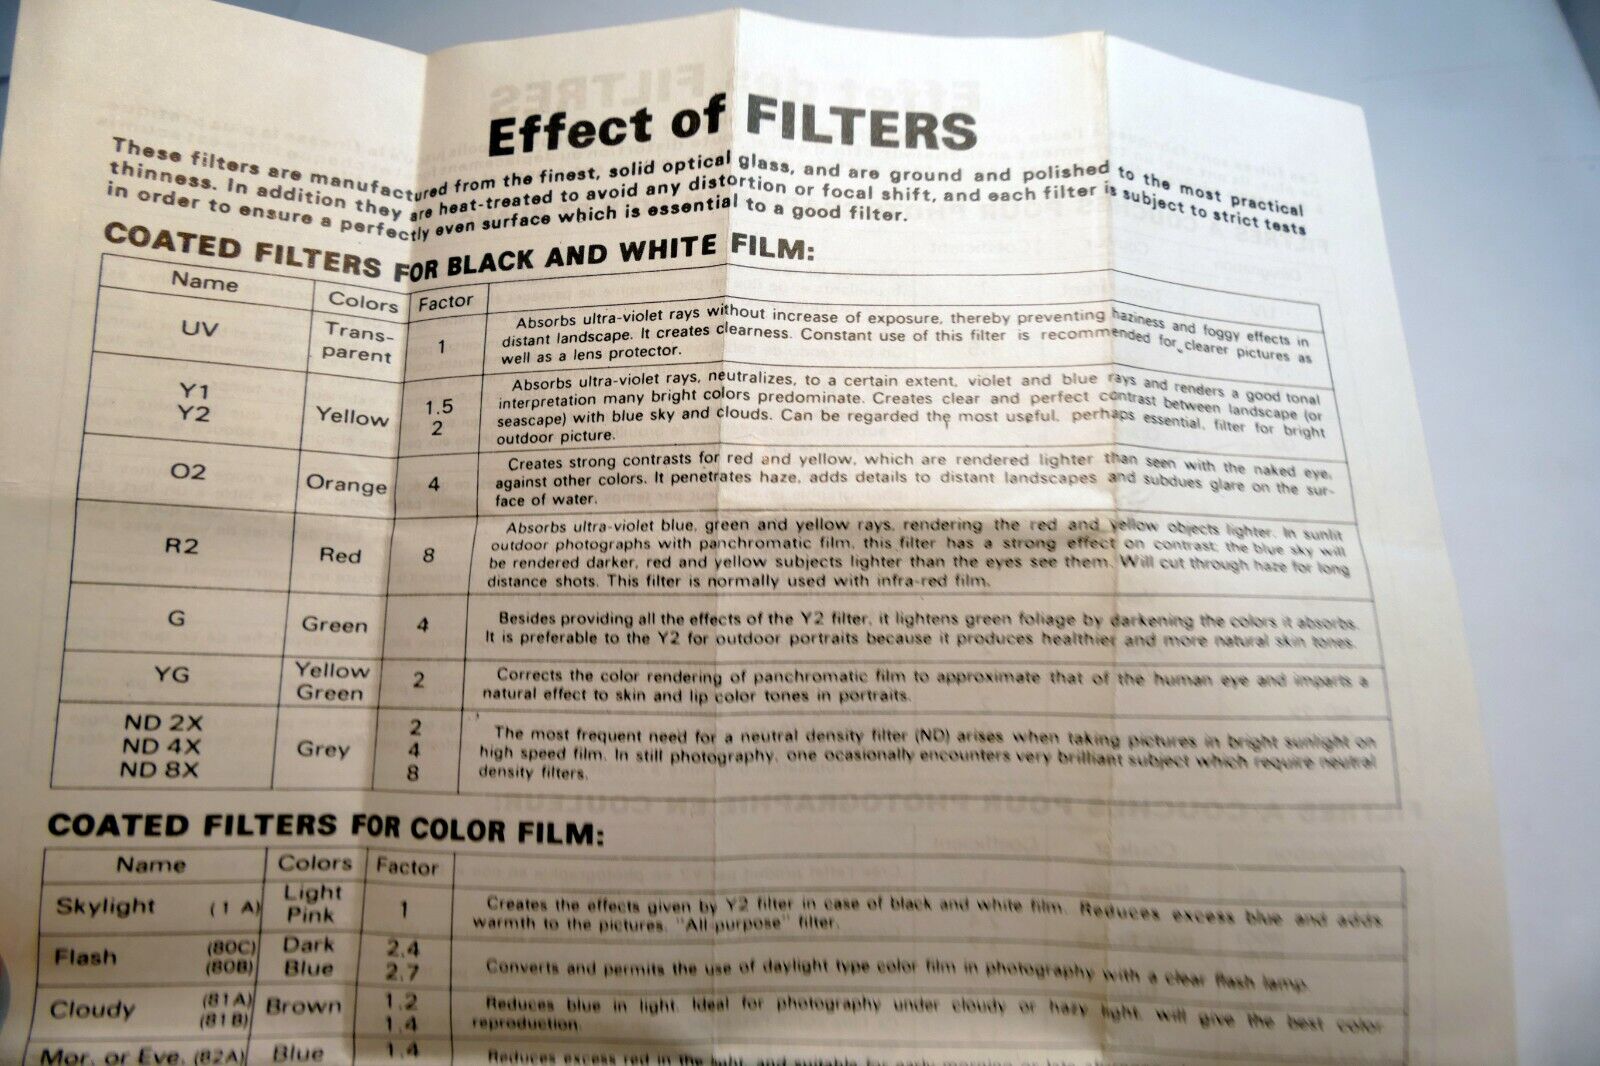 Effect of FILTERS
These filters are manufactured from the finest, solid optical glass, and are ground and polished to the most practical
thinness. In addition they are heat-treated to avoid any distortion or focal shift, and each filter is subject to strict tests
in order to ensure a perfectly even surface which is essential to a good filter.
COATED FILTERS FOR BLACK AND WHITE FILM:
Name Colors Factor
UV Trans-
parent 1
Absorbs ultra-violet rays without increase of exposure, thereby preventing haziness and foggy effects in
distant landscape. It creates clearness. Constant use of this filter is recommended for clearer pictures as
well as a lens protector.
Y1
Y2
Yellow
1.5
2
Absorbs ultra-violet rays, neutralizes, to a certain extent, violet and blue rays and renders a good tonal
interpretation many bright colors predominate. Creates clear and perfect contrast between landscape (or
seascape) with blue sky and clouds. Can be regarded the most useful, perhaps essential, filter for bright
outdoor picture.
O2 Orange 4
Creates strong contrasts for red and yellow, which are rendered lighter than seen with the naked eye,
against other colors. It penetrates haze, adds details to distant landscapes and subdues glare on the sur-
face of water.
R2 Red 8
Absorbs ultra-violet blue, green and yellow rays, rendering the red and yellow objects lighter. In sunlit
outdoor photographs with panchromatic film, this filter has a strong effect on contrast; the blue sky will
be rendered darker, red and yellow subjects lighter than the eyes see them. Will cut through haze for long
distance shots. This filter is normally used with infra-red film.
G Green 4
Besides providing all the effects of the Y2 filter, it lightens green foliage by darkening the colors it absorbs.
It is preferable to the Y2 for outdoor portraits because it produces healthier and more natural skin tones.
YG Yellow
Green 2
Corrects the color rendering of panchromatic film to approximate that of the human eye and imparts a
natural effect to skin and lip color tones in portraits.
ND 2X
ND 4X
ND 8X
Grey
2
4
8
The most frequent need for a neutral density filter (ND) arises when taking pictures in bright sunlight on
high speed film. In still photography, one ocasionally encounters very brilliant subject which require neutral
density filters.
COATED FILTERS FOR COLOR FILM:
Name Colors Factor
Skylight (1 A) Light
Pink 1
Creates the effects given by Y2 filter in case of black and white film. Reduces excess blue and adds
warmth to the pictures. "All purpose" filter.
Flash (80C)
(80B)
Dark
Blue
2.4
2.7
Converts and permits the use of daylight type color film in photography with a clear flash lamp.
Cloudy (81A)
(81B)
Brown
1.2
1.4
Reduces blue in light. Ideal for photography under cloudy or hazy light, will give the best color
reproduction.
Mor. or Eve. (82A) Blue 1.4
Reduces excess red in the light, and suitable for early morning or late